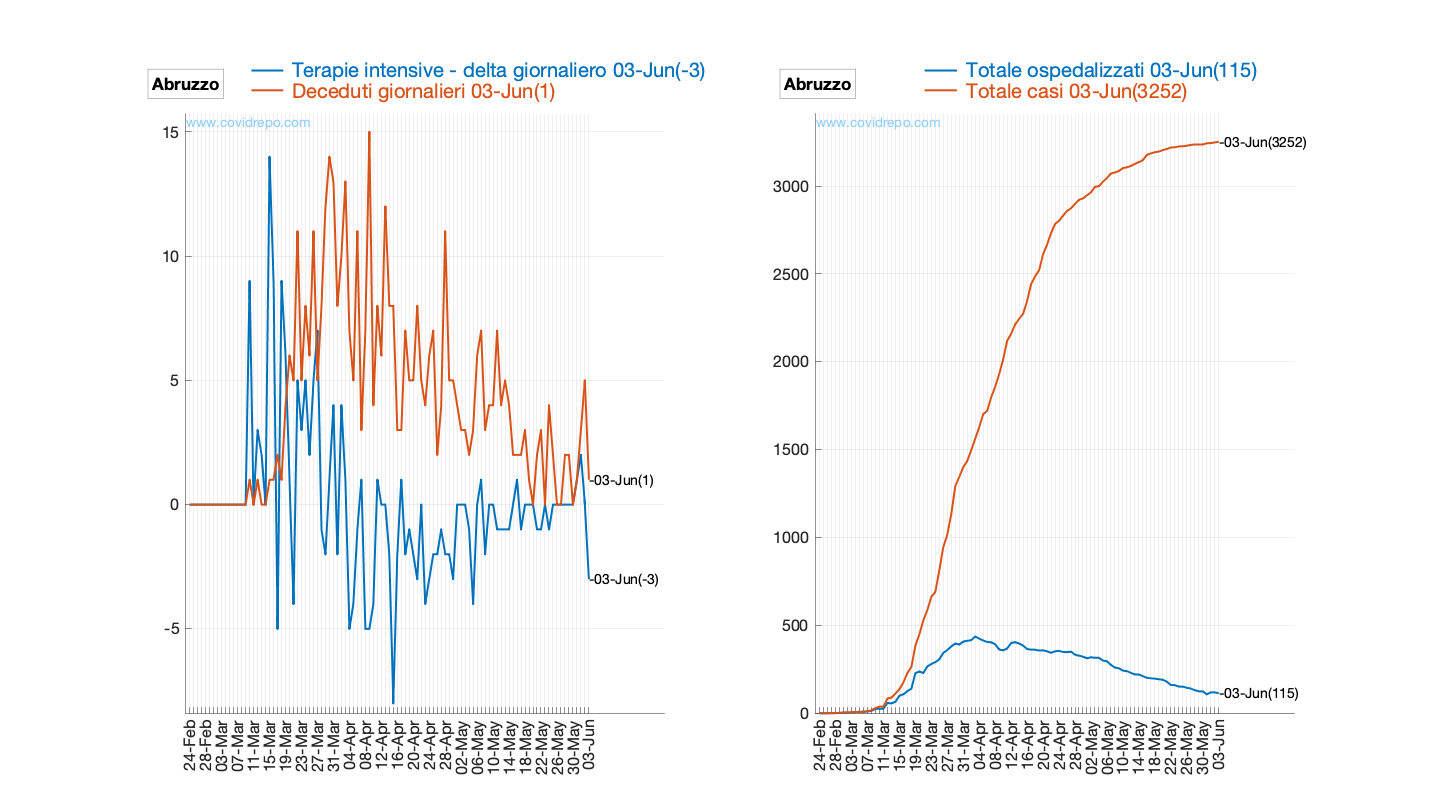 Abruzzo
Terapie intensive - delta giornaliero 03-Jun(-3)
Deceduti giornalieri 03-Jun(1)
www.covidrepo.com
15
10
5
0
-5
03-Jun(1)
03-Jun(-3)
24-Feb
28-Feb
03-Mar
07-Mar
11-Mar
15-Mar
19-Mar
23-Mar
27-Mar
31-Mar
04-Apr
08-Apr
12-Apr
16-Apr
20-Apr
24-Apr
28-Apr
02-May
06-May
10-May
14-May
18-May
22-May
26-May
30-May
03-Jun
Abruzzo
Totale ospedalizzati 03-Jun(115)
Totale casi 03-Jun(3252)
www.covidrepo.com
3000
2500
2000
1500
1000
500
0
03-Jun(3252)
03-Jun(115)
24-Feb
28-Feb
03-Mar
07-Mar
11-Mar
15-Mar
19-Mar
23-Mar
27-Mar
31-Mar
04-Apr
08-Apr
12-Apr
16-Apr
20-Apr
24-Apr
28-Apr
02-May
06-May
10-May
14-May
18-May
22-May
26-May
30-May
03-Jun